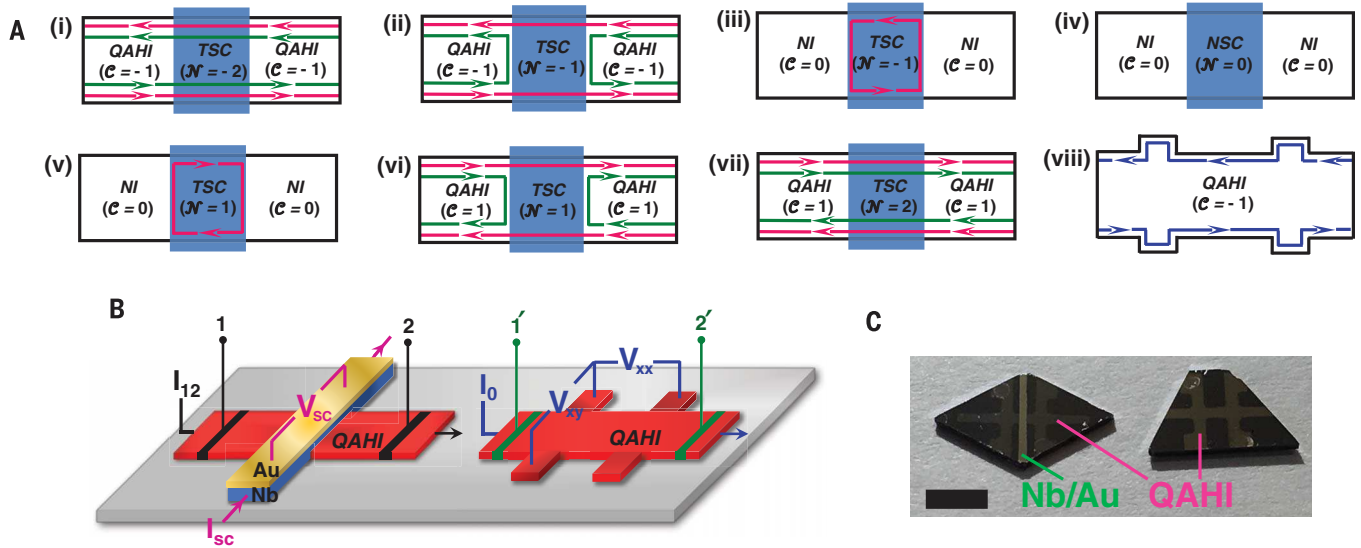 A
(i)
QAHI
(C = - 1)
TSC
(N = - 2)
QAHI
(C = - 1)
(ii)
QAHI
(C = - 1)
TSC
(N = - 1)
QAHI
(C = - 1)
(iii)
NI
(C = 0)
TSC
(N = - 1)
NI
(C = 0)
(iv)
NI
(C = 0)
NSC
(N = 0)
NI
(C = 0)
(v)
NI
(C = 0)
TSC
(N = 1)
NI
(C = 0)
(vi)
QAHI
(C = 1)
TSC
(N = 1)
QAHI
(C = 1)
(vii)
QAHI
(C = 1)
TSC
(N = 2)
QAHI
(C = 1)
(viii)
QAHI
(C = - 1)
B
1
2
1′
2′
I12
Vsc
QAHI
Au
Nb
Isc
I0
Vxy
Vxx
QAHI
C
Nb/Au
QAHI